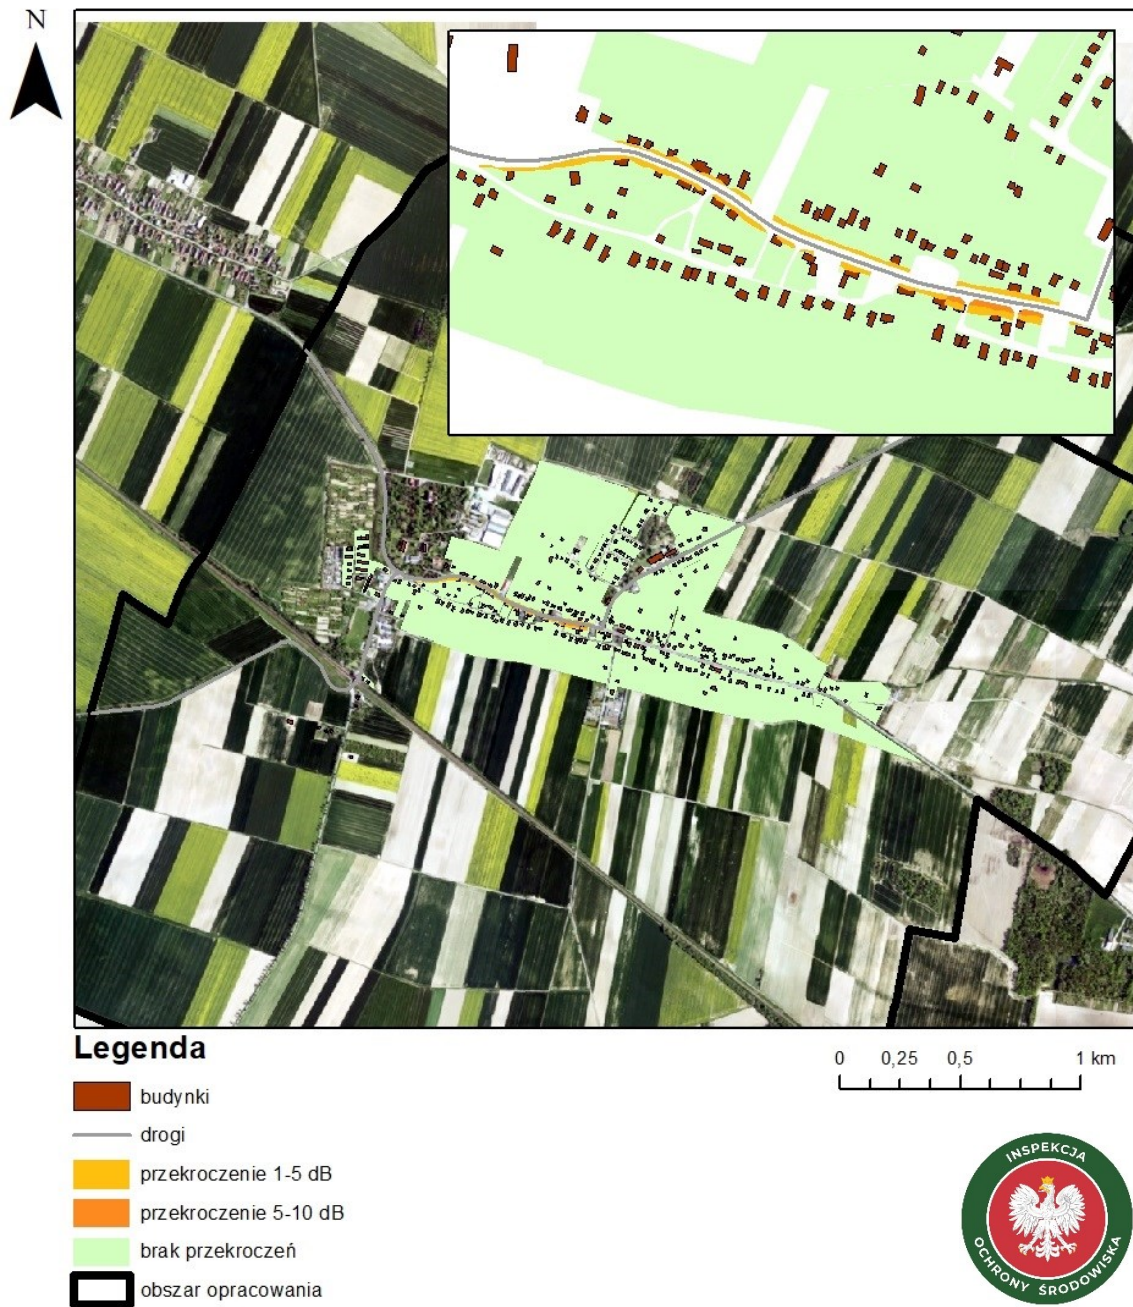 N
Legenda
budynki
drogi
przekroczenie 1-5 dB
przekroczenie 5-10 dB
brak przekroczeń
obszar opracowania
0 0,25 0,5 1 km
INSPEKCJA
OCHRONY ŚRODOWISKA